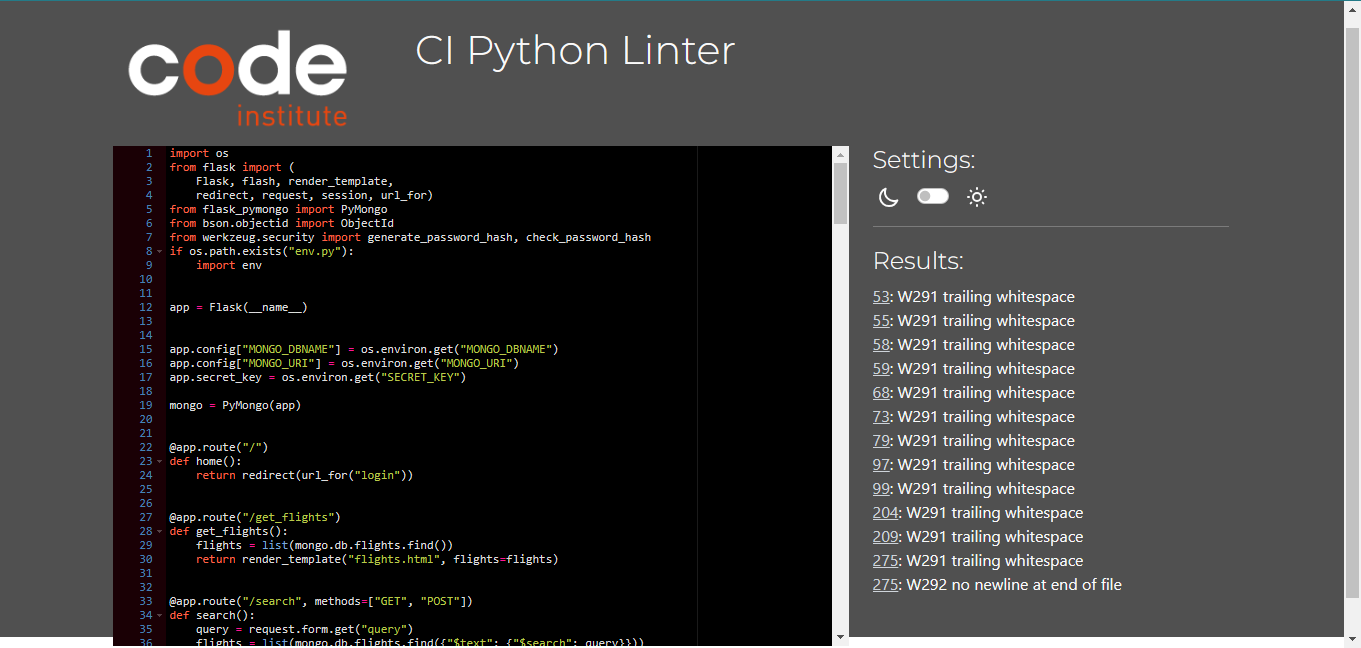 code
institute
CI Python Linter
1 import os
2 from flask import (
3     Flask, flash, render_template,
4     redirect, request, session, url_for)
5 from flask_pymongo import PyMongo
6 from bson.objectid import ObjectId
7 from werkzeug.security import generate_password_hash, check_password_hash
8 if os.path.exists("env.py"):
9     import env
10
11
12 app = Flask(__name__)
13
14
15 app.config["MONGO_DBNAME"] = os.environ.get("MONGO_DBNAME")
16 app.config["MONGO_URI"] = os.environ.get("MONGO_URI")
17 app.secret_key = os.environ.get("SECRET_KEY")
18
19 mongo = PyMongo(app)
20
21
22 @app.route("/")
23 def home():
24     return redirect(url_for("login"))
25
26
27 @app.route("/get_flights")
28 def get_flights():
29     flights = list(mongo.db.flights.find())
30     return render_template("flights.html", flights=flights)
31
32
33 @app.route("/search", methods=["GET", "POST"])
34 def search():
35     query = request.form.get("query")
36     flights = list(mongo.db.flights.find({"$text": {"$search": query}}))
Settings:
Results:
53: W291 trailing whitespace
55: W291 trailing whitespace
58: W291 trailing whitespace
59: W291 trailing whitespace
68: W291 trailing whitespace
73: W291 trailing whitespace
79: W291 trailing whitespace
97: W291 trailing whitespace
99: W291 trailing whitespace
204: W291 trailing whitespace
209: W291 trailing whitespace
275: W291 trailing whitespace
275: W292 no newline at end of file